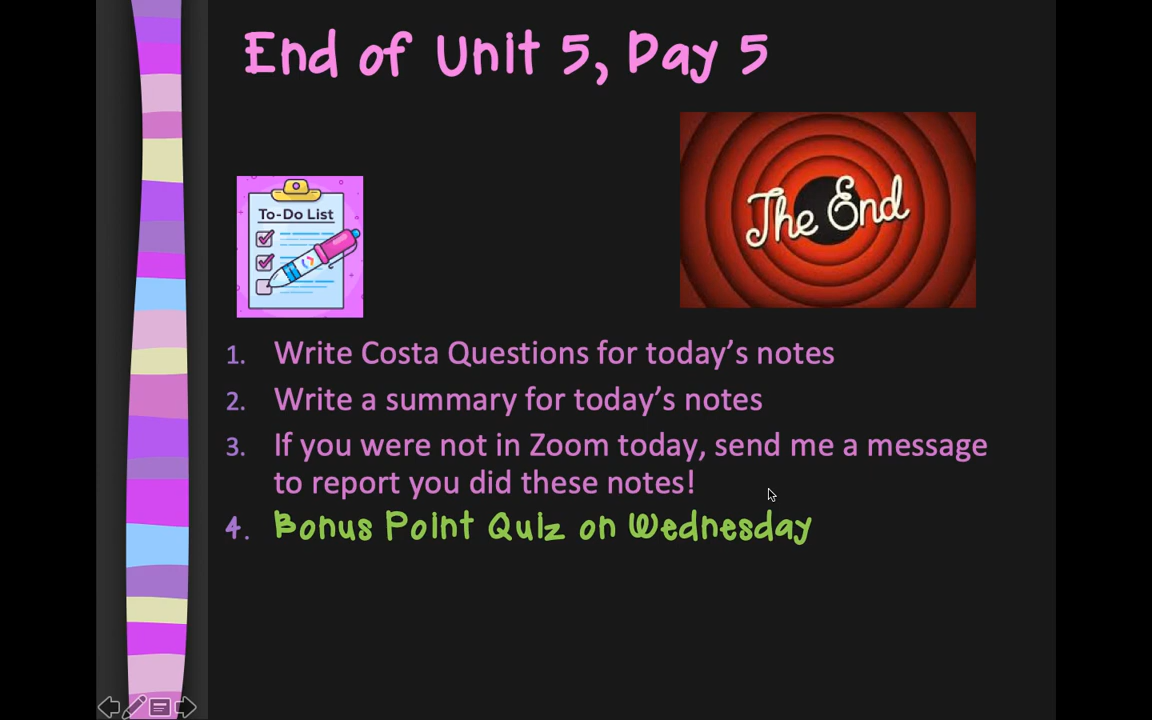 End of Unit 5, Day 5
To-Do List
The End
1. Write Costa Questions for today's notes
2. Write a summary for today's notes
3. If you were not in Zoom today, send me a message
to report you did these notes!
4. Bonus Point Quiz on Wednesday